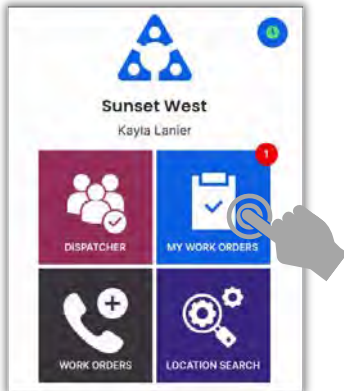 Sunset West
Kayla Lanier
1
DISPATCHER
MY WORK ORDERS
WORK ORDERS
LOCATION SEARCH